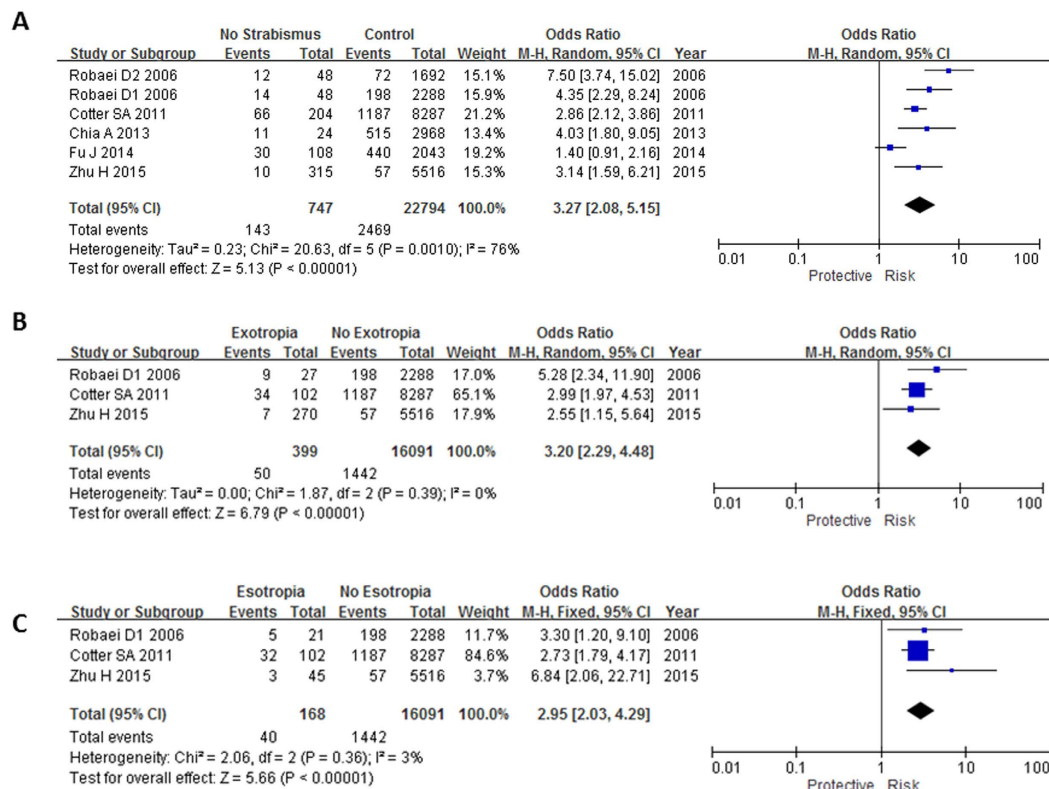 A
No Strabismus Control Odds Ratio Odds Ratio
Study or Subgroup Events Total Events Total Weight M-H, Random, 95% CI Year M-H, Random, 95% CI
Robaei D2 2006 12 48 72 1692 15.1% 7.50 [3.74, 15.02] 2006
Robaei D1 2006 14 48 198 2288 15.9% 4.35 [2.29, 8.24] 2006
Cotter SA 2011 66 204 1187 8287 21.2% 2.86 [2.12, 3.86] 2011
Chia A 2013 11 24 515 2968 13.4% 4.03 [1.80, 9.05] 2013
Fu J 2014 30 108 440 2043 19.2% 1.40 [0.91, 2.16] 2014
Zhu H 2015 10 315 57 5516 15.3% 3.14 [1.59, 6.21] 2015
Total (95% CI) 747 22794 100.0% 3.27 [2.08, 5.15]
Total events 143 2469
Heterogeneity: Tau² = 0.23; Chi² = 20.63, df = 5 (P = 0.0010); I² = 76%
Test for overall effect: Z = 5.13 (P < 0.00001)
0.01 0.1 1 10 100
Protective Risk
B
Exotropia No Exotropia Odds Ratio Odds Ratio
Study or Subgroup Events Total Events Total Weight M-H, Random, 95% CI Year M-H, Random, 95% CI
Robaei D1 2006 9 27 198 2288 17.0% 5.28 [2.34, 11.90] 2006
Cotter SA 2011 34 102 1187 8287 65.1% 2.99 [1.97, 4.53] 2011
Zhu H 2015 7 270 57 5516 17.9% 2.55 [1.15, 5.64] 2015
Total (95% CI) 399 16091 100.0% 3.20 [2.29, 4.48]
Total events 50 1442
Heterogeneity: Tau² = 0.00; Chi² = 1.87, df = 2 (P = 0.39); I² = 0%
Test for overall effect: Z = 6.79 (P < 0.00001)
0.01 0.1 1 10 100
Protective Risk
C
Esotropia No Esotropia Odds Ratio Odds Ratio
Study or Subgroup Events Total Events Total Weight M-H, Fixed, 95% CI Year M-H, Fixed, 95% CI
Robaei D1 2006 5 21 198 2288 11.7% 3.30 [1.20, 9.10] 2006
Cotter SA 2011 32 102 1187 8287 84.6% 2.73 [1.79, 4.17] 2011
Zhu H 2015 3 45 57 5516 3.7% 6.84 [2.06, 22.71] 2015
Total (95% CI) 168 16091 100.0% 2.95 [2.03, 4.29]
Total events 40 1442
Heterogeneity: Chi² = 2.06, df = 2 (P = 0.36); I² = 3%
Test for overall effect: Z = 5.66 (P < 0.00001)
0.01 0.1 1 10 100
Protective Risk